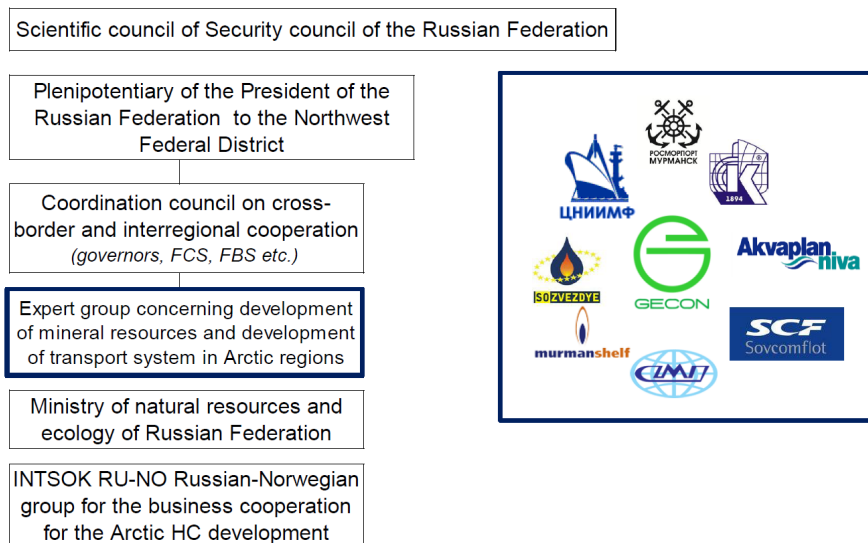 Scientific council of Security council of the Russian Federation
Plenipotentiary of the President of the
Russian Federation to the Northwest
Federal District
Coordination council on cross-
border and interregional cooperation
(governors, FCS, FBS etc.)
Expert group concerning development
of mineral resources and development
of transport system in Arctic regions
Ministry of natural resources and
ecology of Russian Federation
INTSOK RU-NO Russian-Norwegian
group for the business cooperation
for the Arctic HC development
РОСМОРПОРТ
МУРМАНСК
ЦНИИМФ
К
®
1894
SOZVEZDYE
GECON
Akvaplan
niva
murmanshelf
SCF
Sovcomflot